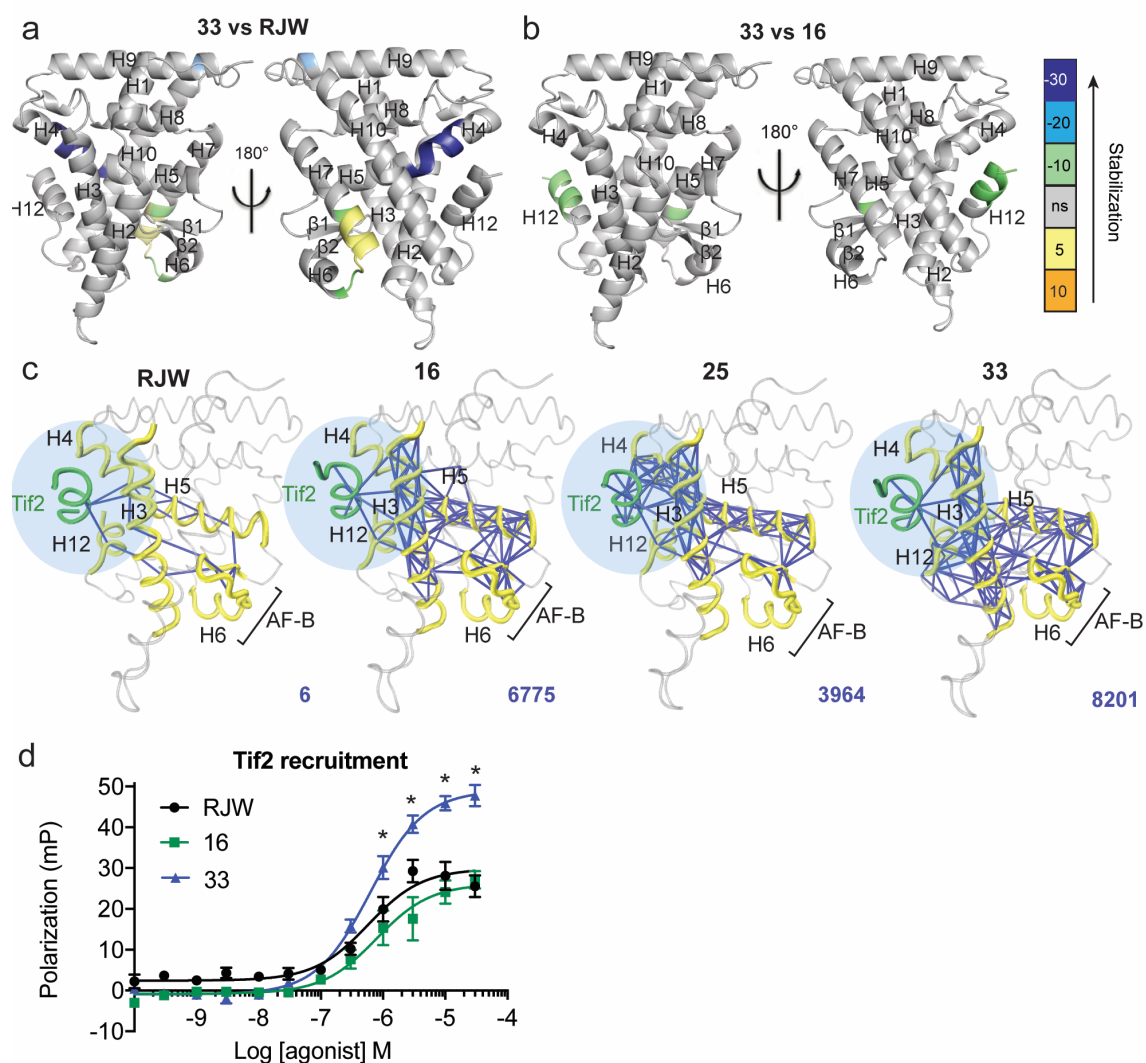 a
33 vs RJW
H9
H1
H8
H4
H10
H7
H5
H3
H12
β1
H2
β2
H6
180°
H9
H1
H8
H10
H4
H7
H5
H3
β1
H12
β2
H2
H6
b
33 vs 16
H9
H1
H8
H4
H10
H7
H3
H5
H12
β1
β2
H2
H6
180°
H9
H1
H8
H10
H4
H7
H5
H3
β1
H12
β2
H2
H6
-30
-20
-10
ns
5
10
Stabilization
c
RJW
H4
Tif2
H5
H3
H12
H6
AF-B
6
16
H4
Tif2
H5
H3
H12
H6
AF-B
6775
25
H4
Tif2
H5
H3
H12
H6
AF-B
3964
33
H4
Tif2
H5
H3
H12
H6
AF-B
8201
d
Tif2 recruitment
RJW
16
33
* * * *
Polarization (mP)
50
40
30
20
10
0
-10
-9 -8 -7 -6 -5 -4
Log [agonist] M